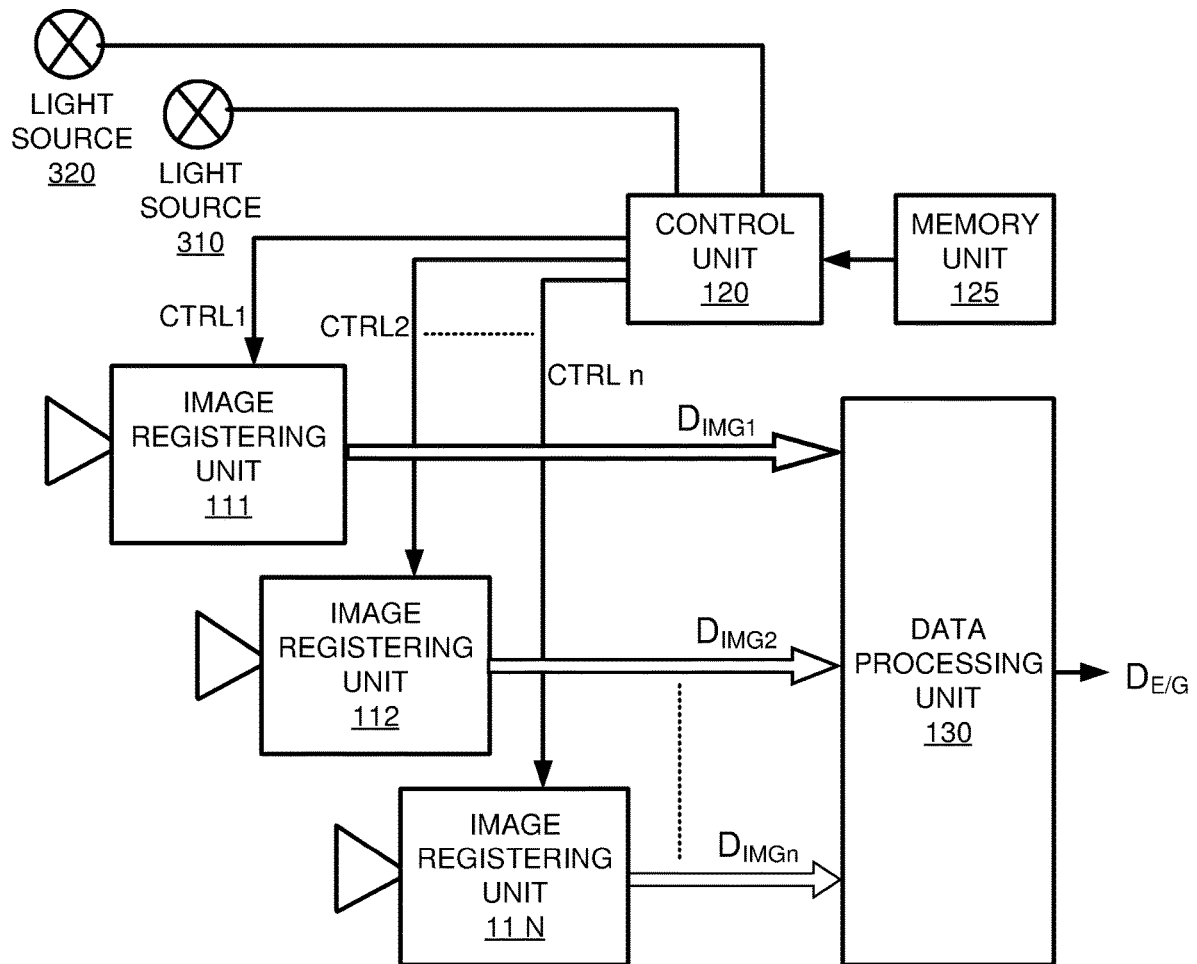 LIGHT
SOURCE
320
LIGHT
SOURCE
310
CONTROL
UNIT
120
MEMORY
UNIT
125
CTRL1
CTRL2
CTRL n
IMAGE
REGISTERING
UNIT
111
DIMG1
IMAGE
REGISTERING
UNIT
112
DIMG2
DATA
PROCESSING
UNIT
130
DE/G
IMAGE
REGISTERING
UNIT
11 N
DIMGn